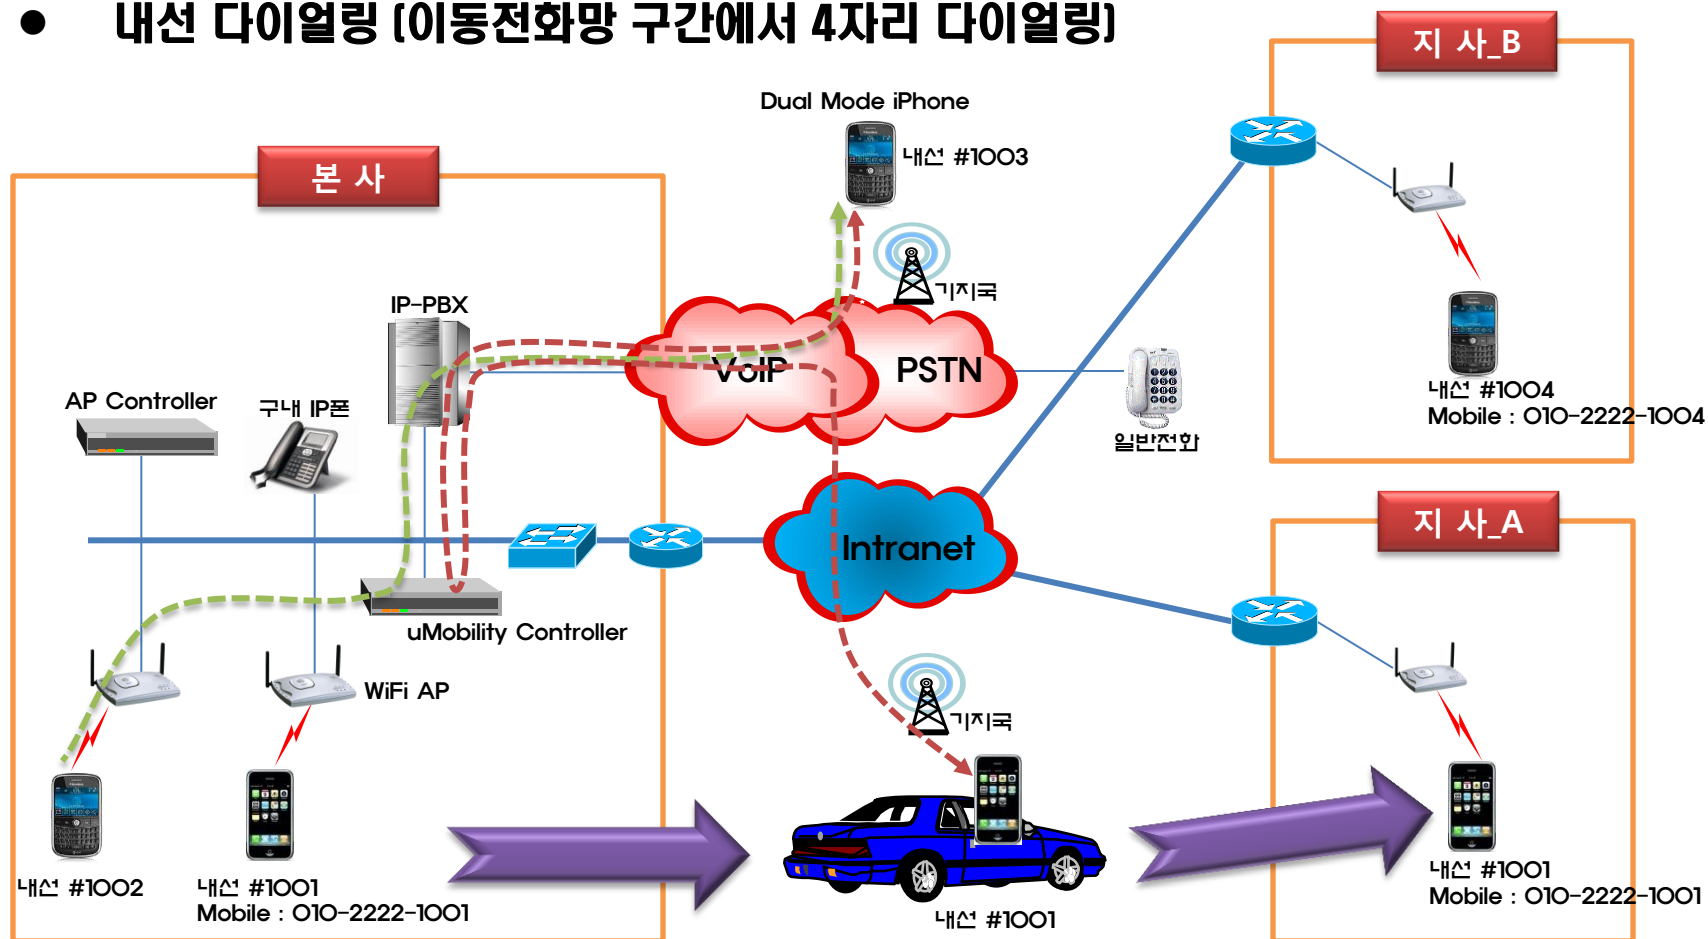 ● 내선 다이얼링 (이동전화망 구간에서 4자리 다이얼링)
지 사_B
Dual Mode iPhone
내선 #1003
본 사
기지국
IP-PBX
VoIP
PSTN
AP Controller
구내 IP폰
일반전화
내선 #1004
Mobile : 010-2222-1004
지 사_A
Intranet
uMobility Controller
WiFi AP
기지국
내선 #1002
내선 #1001
Mobile : 010-2222-1001
내선 #1001
내선 #1001
Mobile : 010-2222-1001